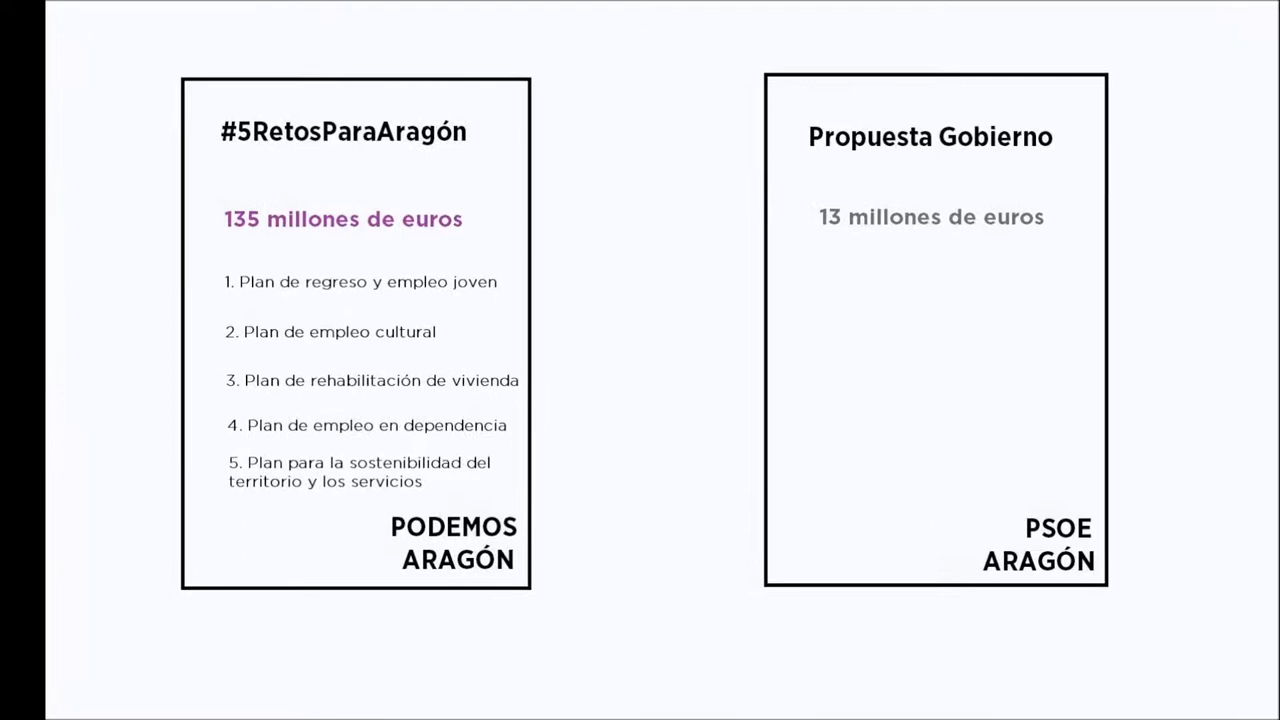 #5RetosParaAragón
135 millones de euros
1. Plan de regreso y empleo joven
2. Plan de empleo cultural
3. Plan de rehabilitación de vivienda
4. Plan de empleo en dependencia
5. Plan para la sostenibilidad del
territorio y los servicios
PODEMOS
ARAGÓN
Propuesta Gobierno
13 millones de euros
PSOE
ARAGÓN